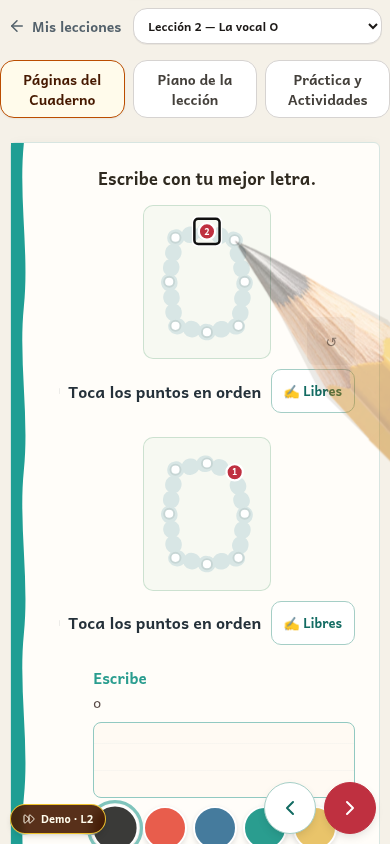 Mis lecciones
Lección 2 — La vocal O
Páginas del
Cuaderno
Piano de la
lección
Práctica y
Actividades
Escribe con tu mejor letra.
2
Toca los puntos en orden
✍️ Libres
1
Toca los puntos en orden
✍️ Libres
Escribe
o
Demo · L2